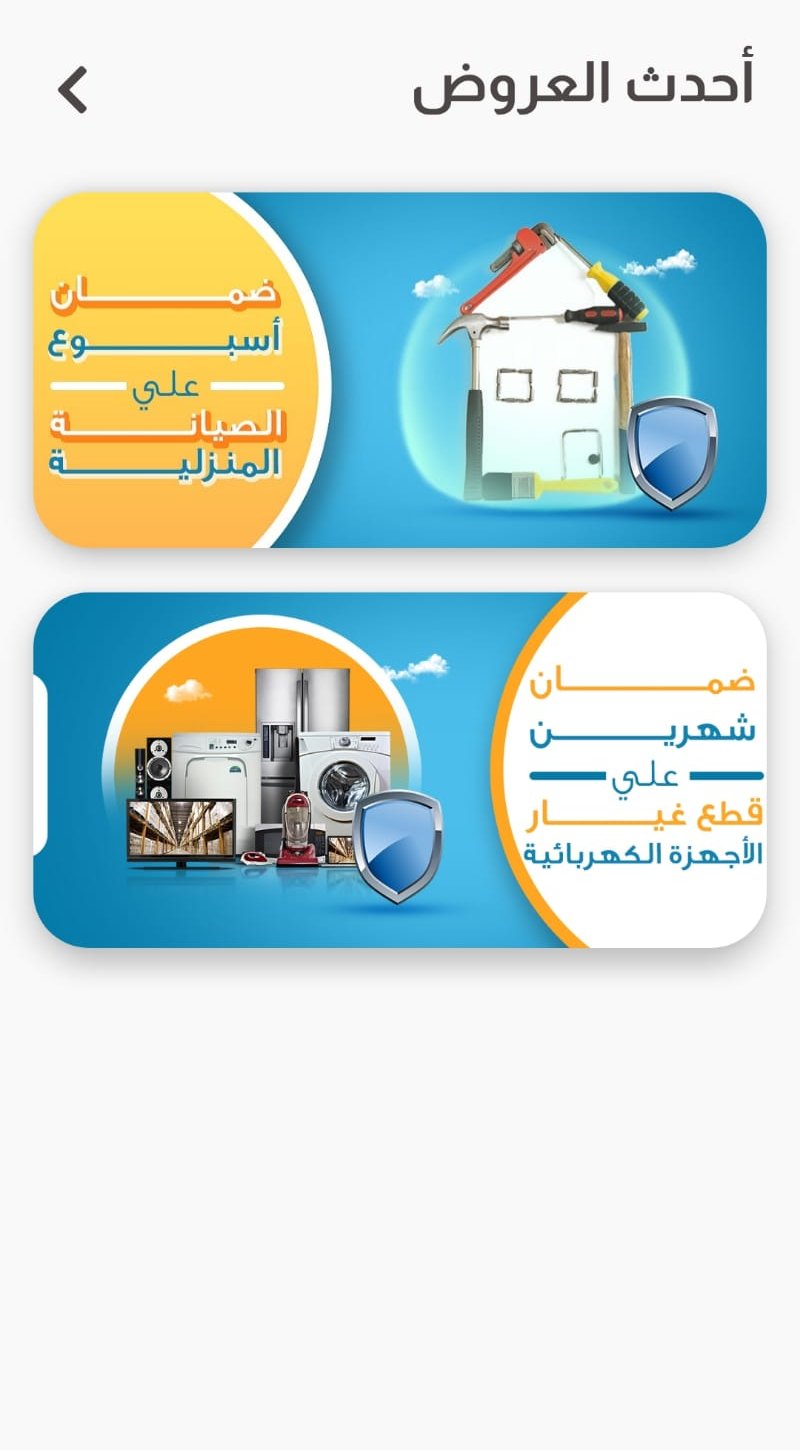 أحدث العروض
ضمان
أسبوع
علي
الصيانة
المنزلية
ضمان
شهرين
علي
قطع غيار
الأجهزة الكهربائية